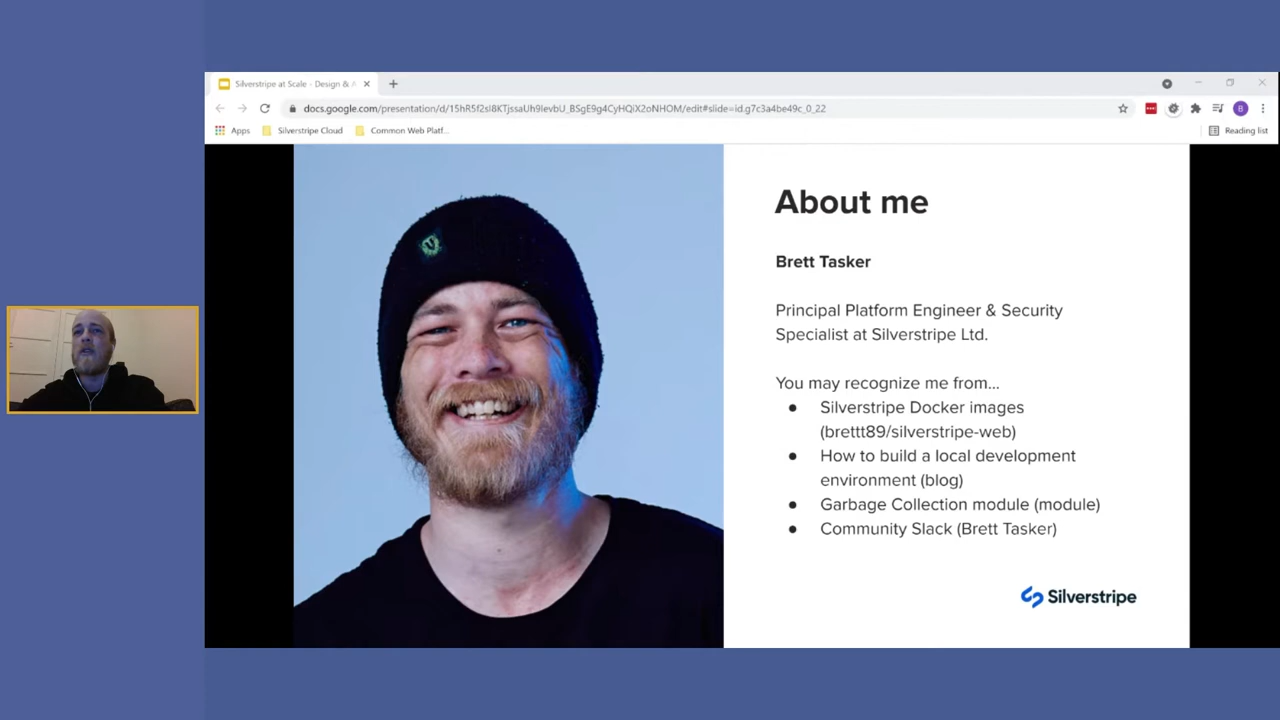 Silverstripe at Scale - Design & A
docs.google.com/presentation/d/15hR5f2sl8KTjssaUh9levbU_BSgE9g4CyHQiX2oNHOM/edit#slide=id.g7c3a4be49c_0_22
B
Apps
Silverstripe Cloud
Common Web Platf...
Reading list
About me
Brett Tasker
Principal Platform Engineer & Security
Specialist at Silverstripe Ltd.
You may recognize me from...
● Silverstripe Docker images
(brettt89/silverstripe-web)
● How to build a local development
environment (blog)
● Garbage Collection module (module)
● Community Slack (Brett Tasker)
Silverstripe